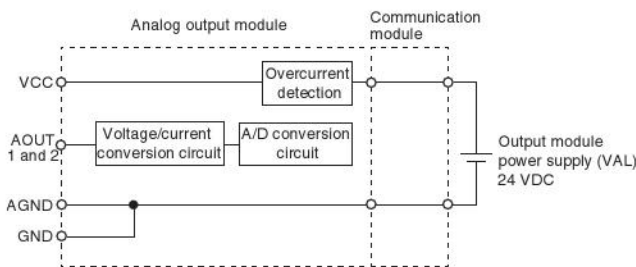 Analog output module
Communication
module
VCC
Overcurrent
detection
AOUT
1 and 2
Voltage/current
conversion circuit
A/D conversion
circuit
Output module
power supply (VAL)
24 VDC
AGND
GND